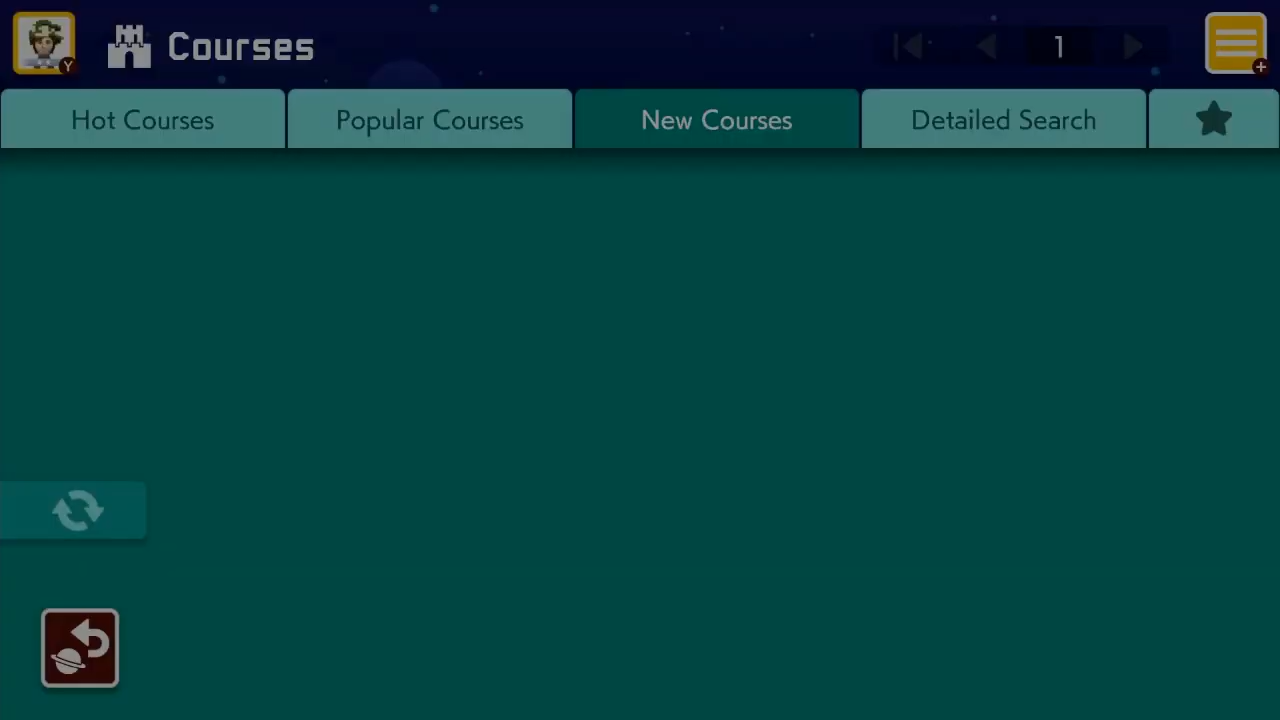 Courses
1
Y
+
Hot Courses
Popular Courses
New Courses
Detailed Search